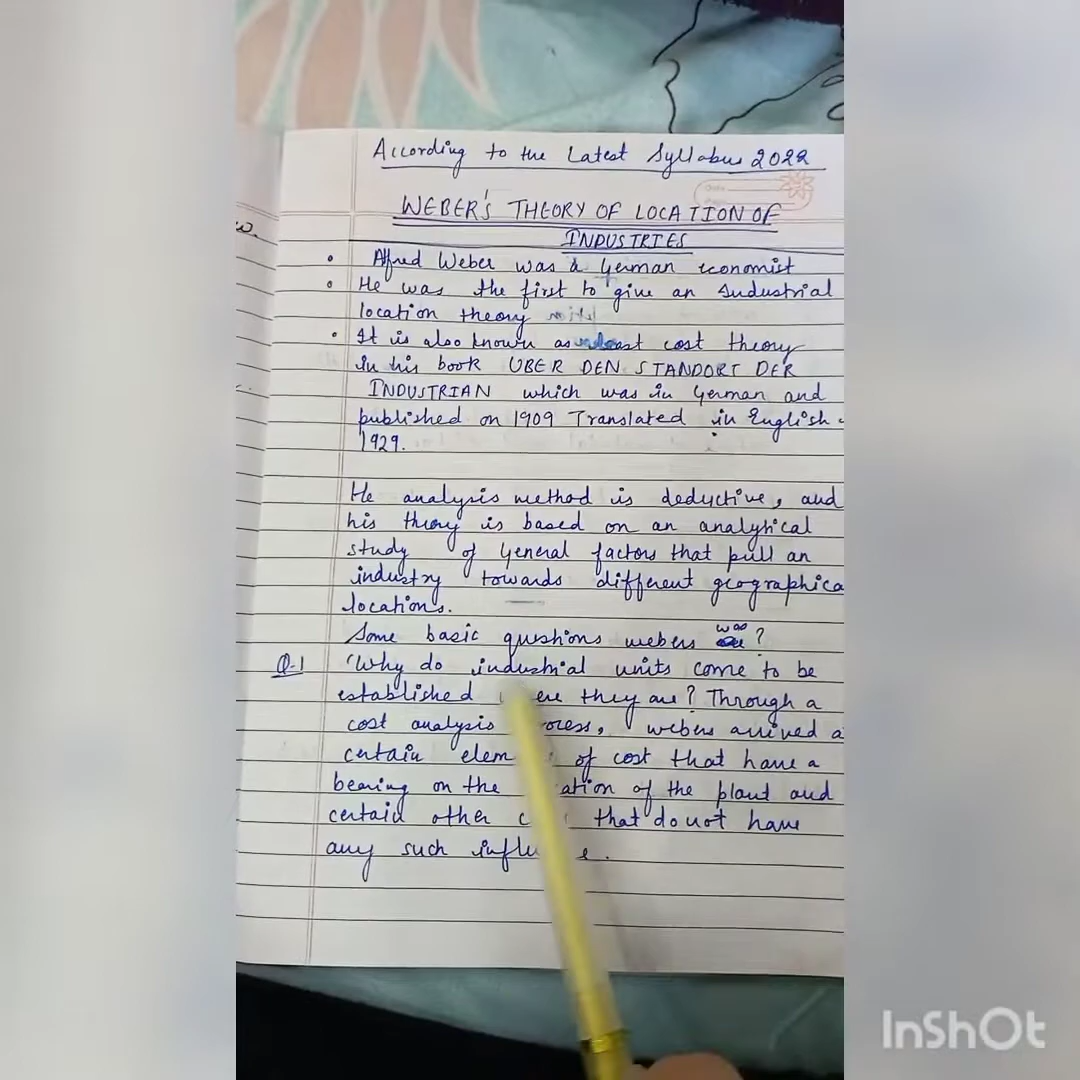 According to the Latest Syllabus 2022
WEBER'S THEORY OF LOCATION OF
INDUSTRIES
w.
• Alfred Weber was a German economist
• He was the first to give an Industrial
location theory
• It is also known as least cost theory
in his book UBER DEN STANDORT DER
INDUSTRIAN which was in German and
published on 1909 Translated in English
1929.
He analysis method is deductive, and
his theory is based on an analytical
study of General factors that pull an
industry towards different geographica
locations.
Some basic questions webers was ?
Q-1 'Why do industrial units come to be
established ere they are? Through a
cost analysis rocess, webers arrived a
certain elem of cost that have a
bearing on the ation of the plant and
certain other c that do not have
any such influ e.
InShOt